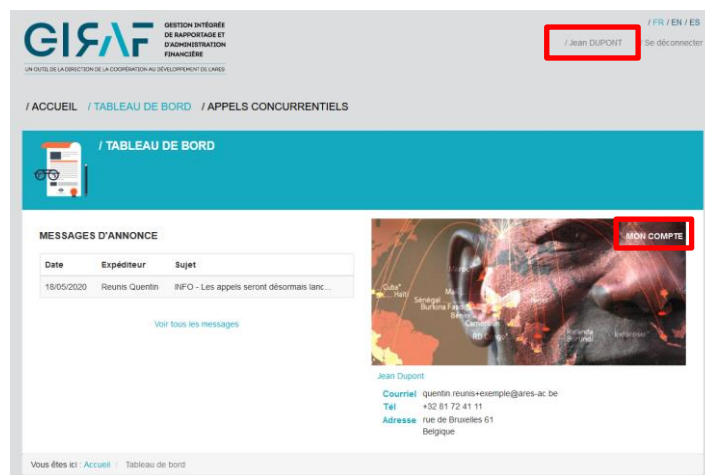 GIRAF
GESTION INTÉGRÉE
DE RAPPORTAGE ET
D'ADMINISTRATION
FINANCIÈRE
UN OUTIL DE LA DIRECTION DE LA COOPÉRATION AU DÉVELOPPEMENT DE L'ARES
/ FR / EN / ES
/ Jean DUPONT / Se déconnecter
/ ACCUEIL / TABLEAU DE BORD / APPELS CONCURRENTIELS
/ TABLEAU DE BORD
MESSAGES D'ANNONCE
Date Expéditeur Sujet
18/05/2020 Reunis Quentin INFO - Les appels seront désormais lanc...
Voir tous les messages
MON COMPTE
Maroc
Cuba*
Haïti
Sénégal
Burkina Faso
Bénin
Cameroun
RD Congo*
Rwanda
Burundi
Indonésie*
Jean Dupont
Courriel quentin.reunis+exemple@ares-ac.be
Tél +32 81 72 41 11
Adresse rue de Bruxelles 61
Belgique
Vous êtes ici : Accueil / Tableau de bord